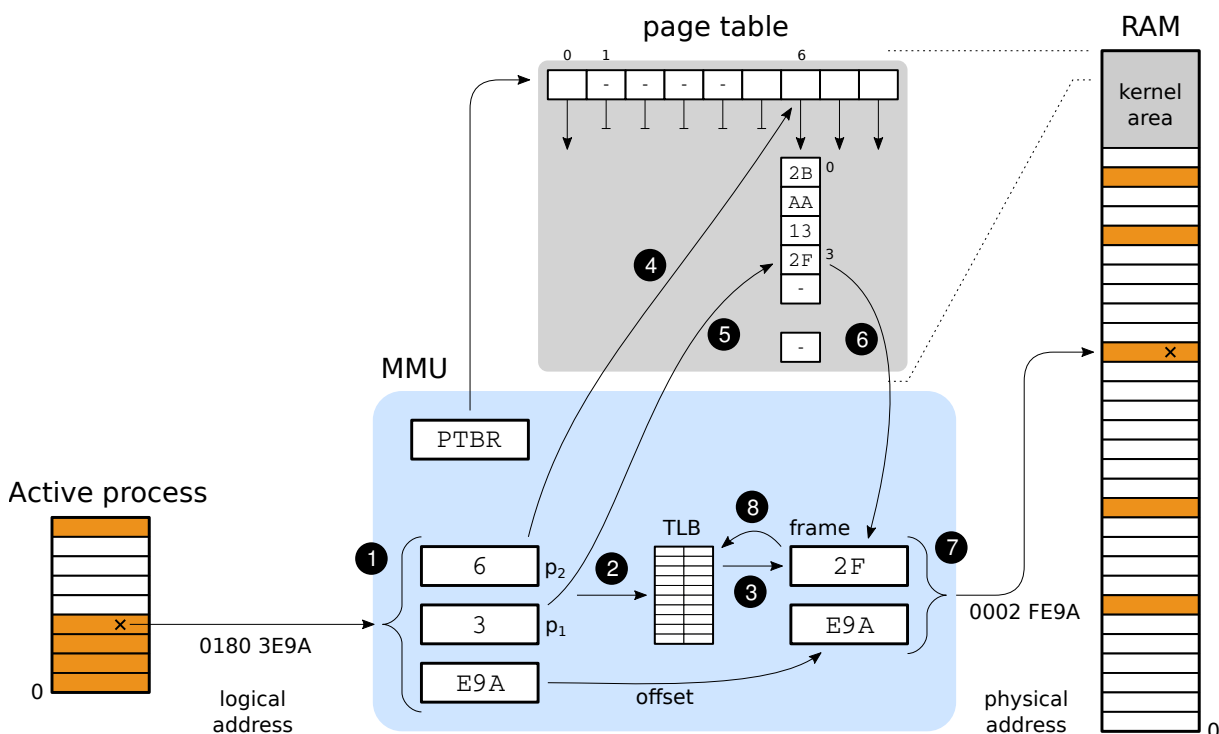 page table
RAM
0 1 6
- - - -
kernel
area
2B 0
AA
13
2F 3
-
-
4
5
6
MMU
PTBR
Active process
0
1
0180 3E9A
logical
address
6 p2
3 p1
E9A
2
TLB
8
3
frame
2F
E9A
offset
7
0002 FE9A
physical
address
0